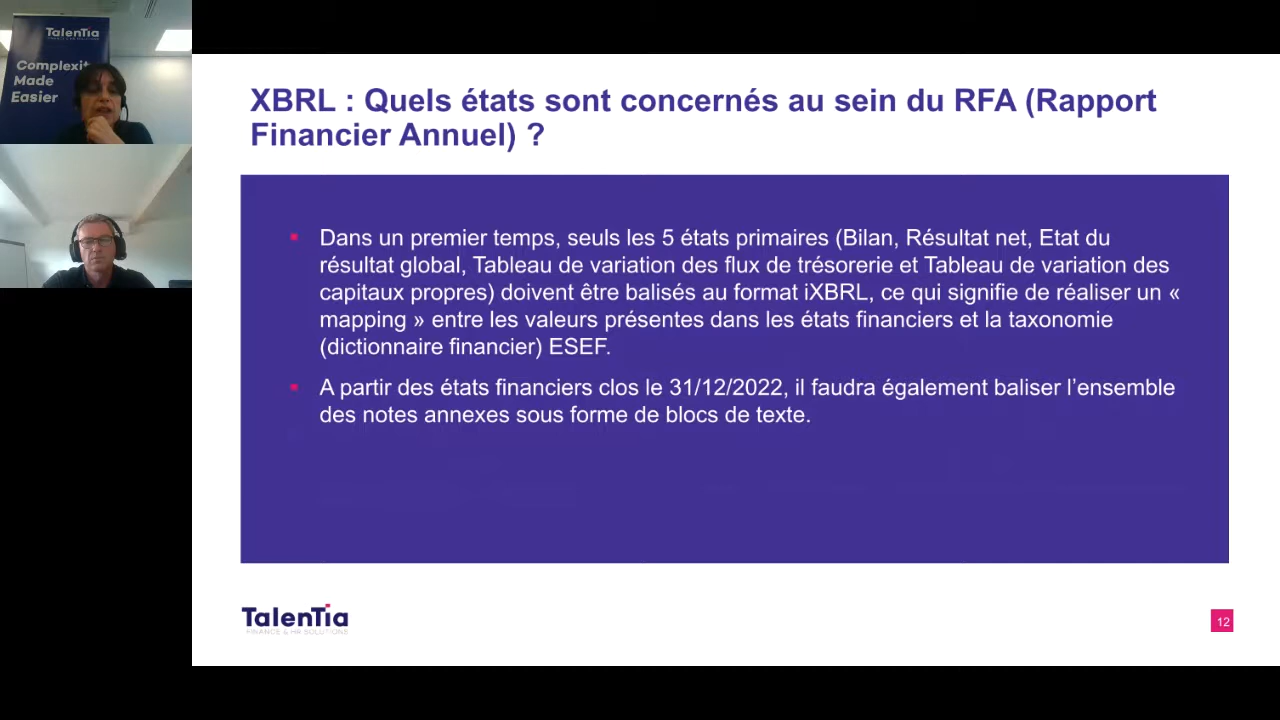 TalenTia
Complexit
Made
Easier
XBRL : Quels états sont concernés au sein du RFA (Rapport
Financier Annuel) ?
Dans un premier temps, seuls les 5 états primaires (Bilan, Résultat net, Etat du
résultat global, Tableau de variation des flux de trésorerie et Tableau de variation des
capitaux propres) doivent être balisés au format iXBRL, ce qui signifie de réaliser un «
mapping » entre les valeurs présentes dans les états financiers et la taxonomie
(dictionnaire financier) ESEF.
A partir des états financiers clos le 31/12/2022, il faudra également baliser l’ensemble
des notes annexes sous forme de blocs de texte.
TalenTia
FINANCE & HR SOLUTIONS
12